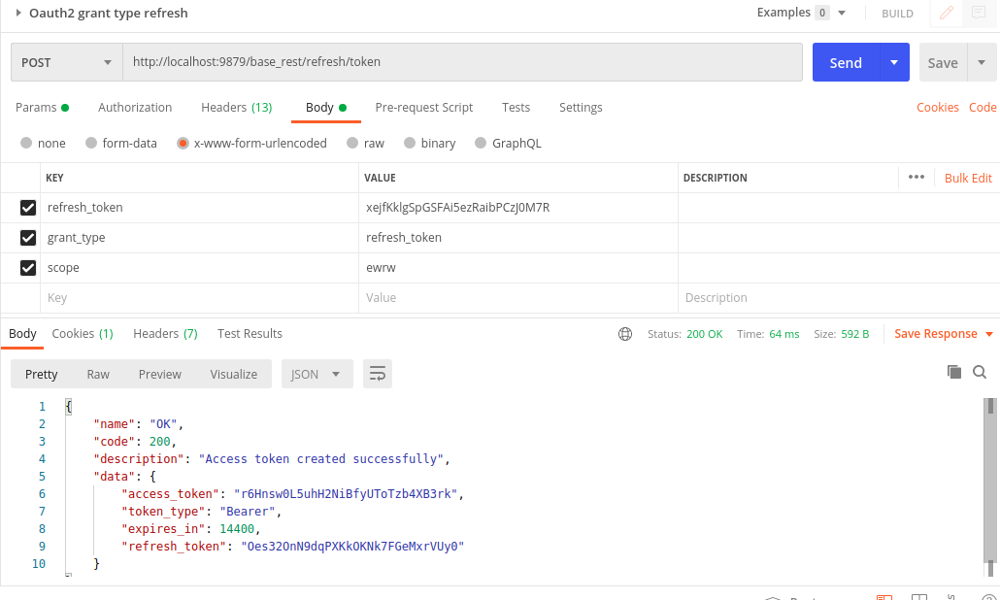 Oauth2 grant type refresh Examples 0 BUILD
POST http://localhost:9879/base_rest/refresh/token Send Save
Params Authorization Headers (13) Body Pre-request Script Tests Settings Cookies Code
none form-data x-www-form-urlencoded raw binary GraphQL
KEY VALUE DESCRIPTION ••• Bulk Edit
refresh_token xejfKklgSpGSFAi5ezRaibPCzJ0M7R
grant_type refresh_token
scope ewrw
Key Value Description
Body Cookies (1) Headers (7) Test Results Status: 200 OK Time: 64 ms Size: 592 B Save Response
Pretty Raw Preview Visualize JSON
1 {
2 "name": "OK",
3 "code": 200,
4 "description": "Access token created successfully",
5 "data": {
6 "access_token": "r6Hnsw0L5uhH2NiBfyUToTzb4XB3rk",
7 "token_type": "Bearer",
8 "expires_in": 14400,
9 "refresh_token": "Oes32OnN9dqPXKkOKNk7FGeMxrVUy0"
10 }